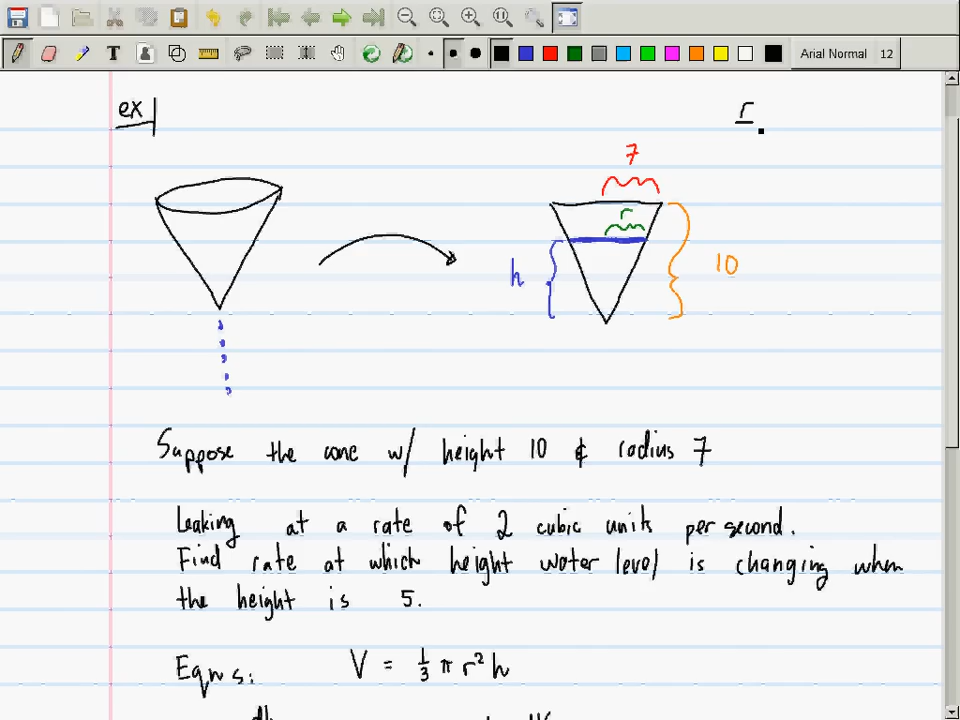 T
Arial Normal 12
ex
r
7
r
h
10
Suppose the cone w/ height 10 & radius 7
Leaking at a rate of 2 cubic units per second.
Find rate at which height water level is changing when
the height is 5.
Eqns: V = 1/3 π r² h